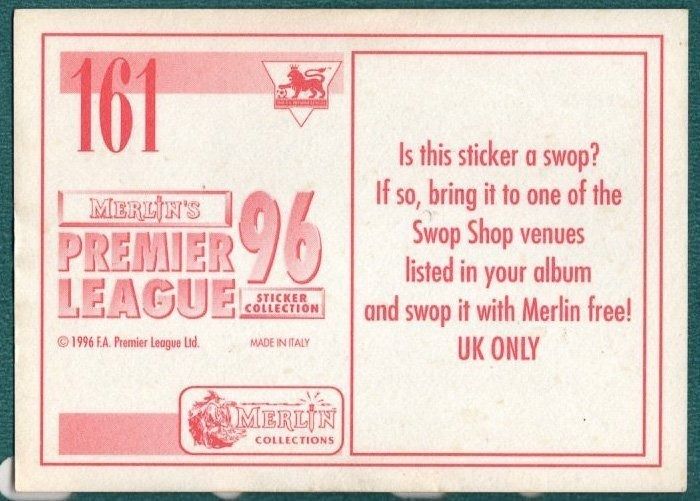 161
MERLIN'S
PREMIER
LEAGUE
96
STICKER
COLLECTION
© 1996 F.A. Premier League Ltd.
MADE IN ITALY
MERLIN
COLLECTIONS
Is this sticker a swop?
If so, bring it to one of the
Swop Shop venues
listed in your album
and swop it with Merlin free!
UK ONLY